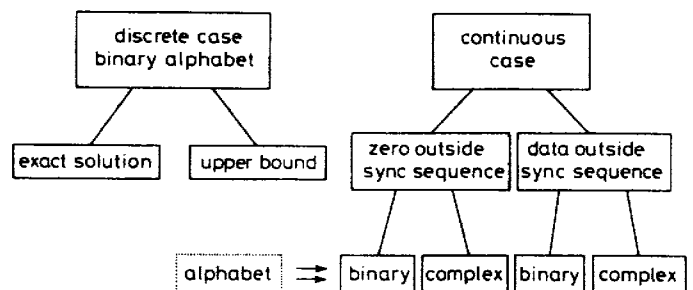 discrete case
binary alphabet
continuous
case
exact solution
upper bound
zero outside
sync sequence
data outside
sync sequence
alphabet
binary
complex
binary
complex